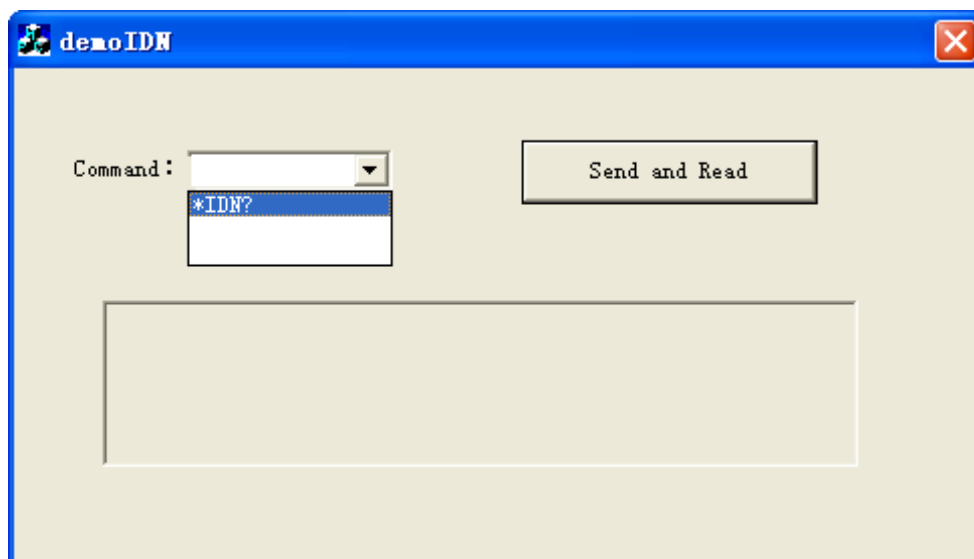 demoIDN
Command：
Send and Read
*IDN?